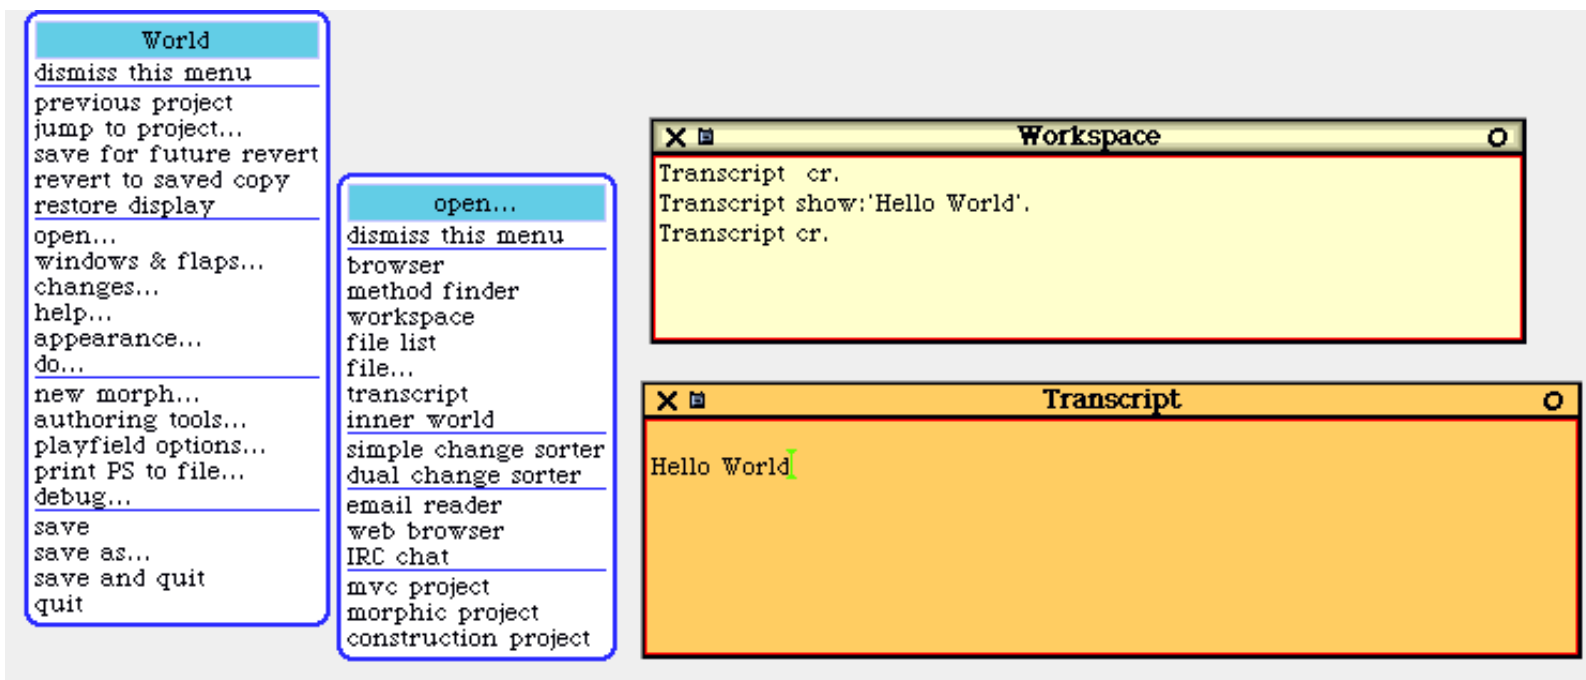 World
dismiss this menu
previous project
jump to project...
save for future revert
revert to saved copy
restore display
open...
windows & flaps...
changes...
help...
appearance...
do...
new morph...
authoring tools...
playfield options...
print PS to file...
debug...
save
save as...
save and quit
quit
open...
dismiss this menu
browser
method finder
workspace
file list
file...
transcript
inner world
simple change sorter
dual change sorter
email reader
web browser
IRC chat
mvc project
morphic project
construction project
Workspace
Transcript  cr.
Transcript show:'Hello World'.
Transcript cr.
Transcript
Hello World